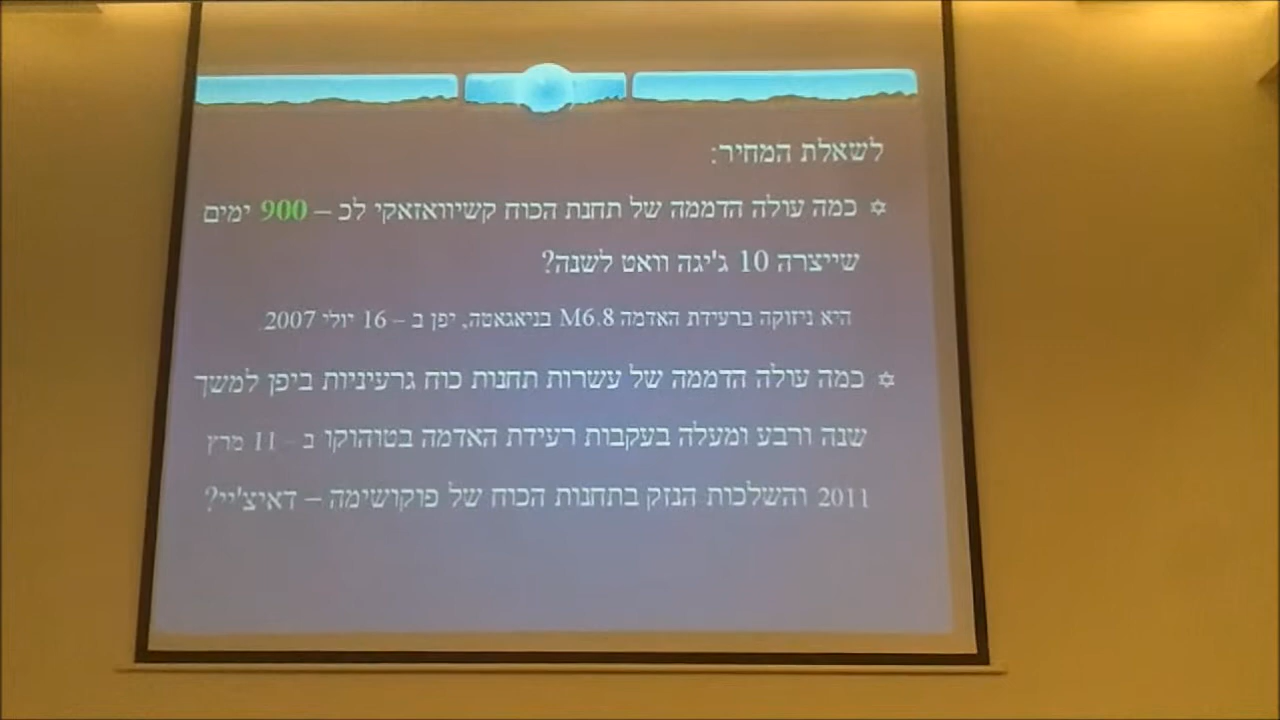 לשאלת המחיר:
✡ כמה עולה הדממה של תחנת הכוח קשיוואזאקי לכ – 900 ימים
שייצרה 10 ג'יגה וואט לשנה?
היא ניזוקה ברעידת האדמה M6.8 בניאגאטה, יפן ב – 16 יולי 2007
✡ כמה עולה הדממה של עשרות תחנות כוח גרעיניות ביפן למשך
שנה ורבע ומעלה בעקבות רעידת האדמה בטוהוקו ב – 11 מרץ
2011 והשלכות הנזק בתחנות הכוח של פוקושימה – דאיצ'יי?